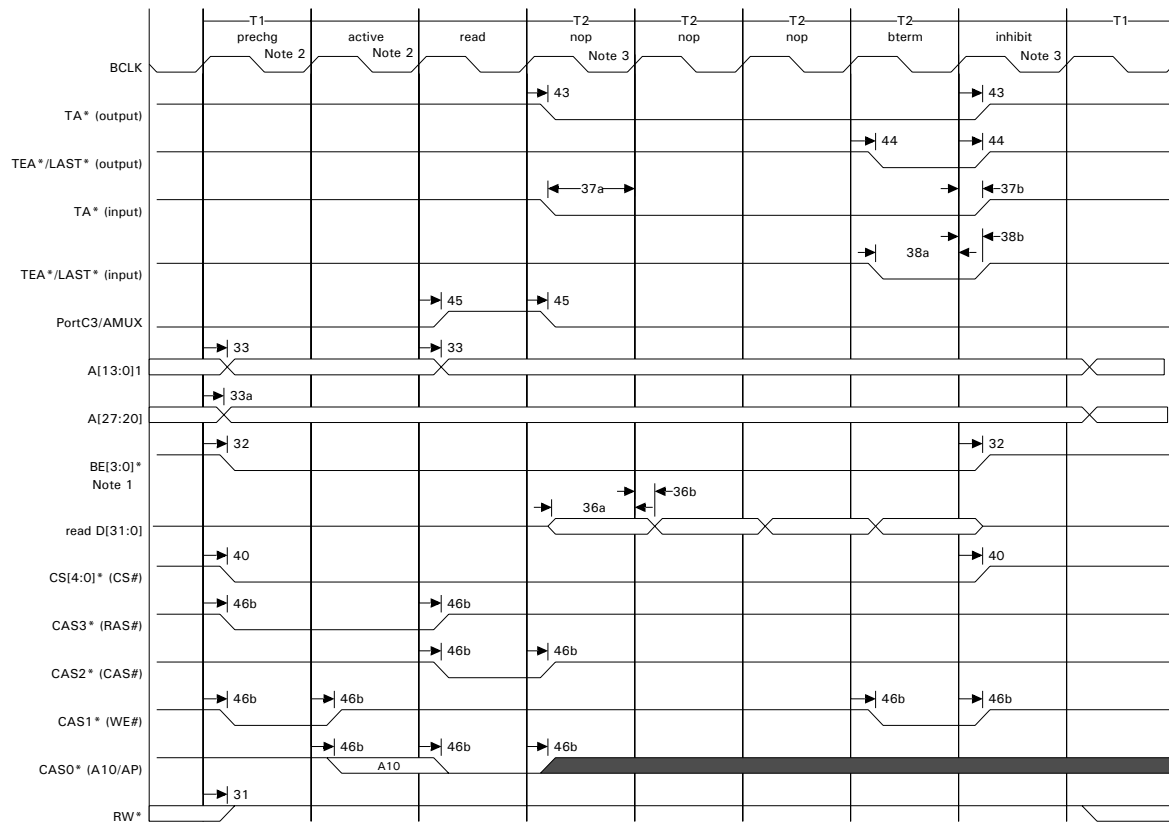 T1 T2 T2 T2 T2 T1
prechg active read nop nop nop bterm inhibit
Note 2 Note 2 Note 3 Note 3
BCLK
43 43
TA* (output)
44 44
TEA*/LAST* (output)
37a 37b
TA* (input)
38b
38a
TEA*/LAST* (input)
45 45
PortC3/AMUX
33 33
A[13:0]1
33a
A[27:20]
32 32
BE[3:0]*
Note 1
36b
36a
read D[31:0]
40 40
CS[4:0]* (CS#)
46b 46b
CAS3* (RAS#)
46b 46b
CAS2* (CAS#)
46b 46b 46b 46b
CAS1* (WE#)
46b 46b 46b
A10
CAS0* (A10/AP)
31
RW*